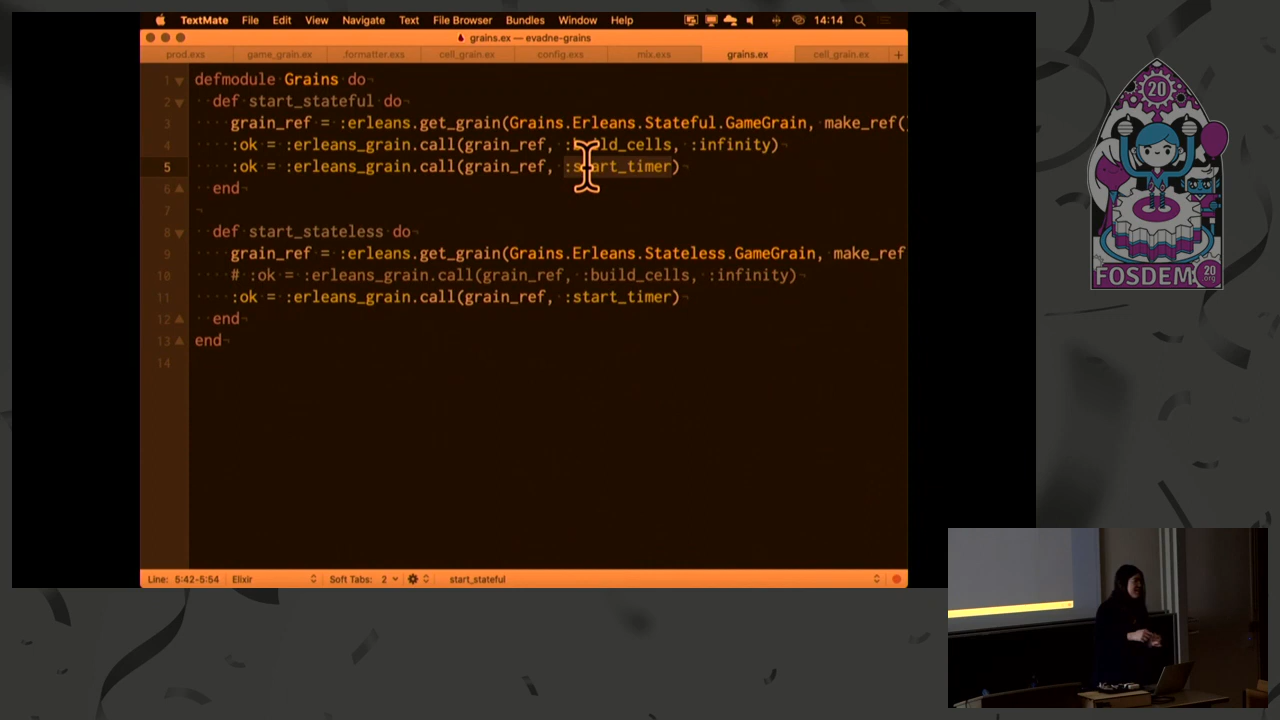 TextMate File Edit View Navigate Text File Browser Bundles Window Help 14:14
grains.ex — evadne-grains
prod.exs game_grain.ex .formatter.exs cell_grain.ex config.exs mix.exs grains.ex cell_grain.ex +
1 defmodule Grains do
2 def start_stateful do
3 grain_ref = :erleans.get_grain(Grains.Erleans.Stateful.GameGrain, make_ref()
4 :ok = :erleans_grain.call(grain_ref, :build_cells, :infinity)
5 :ok = :erleans_grain.call(grain_ref, :start_timer)
6 end
7
8 def start_stateless do
9 grain_ref = :erleans.get_grain(Grains.Erleans.Stateless.GameGrain, make_ref
10 # :ok = :erleans_grain.call(grain_ref, :build_cells, :infinity)
11 :ok = :erleans_grain.call(grain_ref, :start_timer)
12 end
13 end
14
Line: 5:42-5:54 Elixir Soft Tabs: 2 start_stateful
20
FOSDEM 20
.org